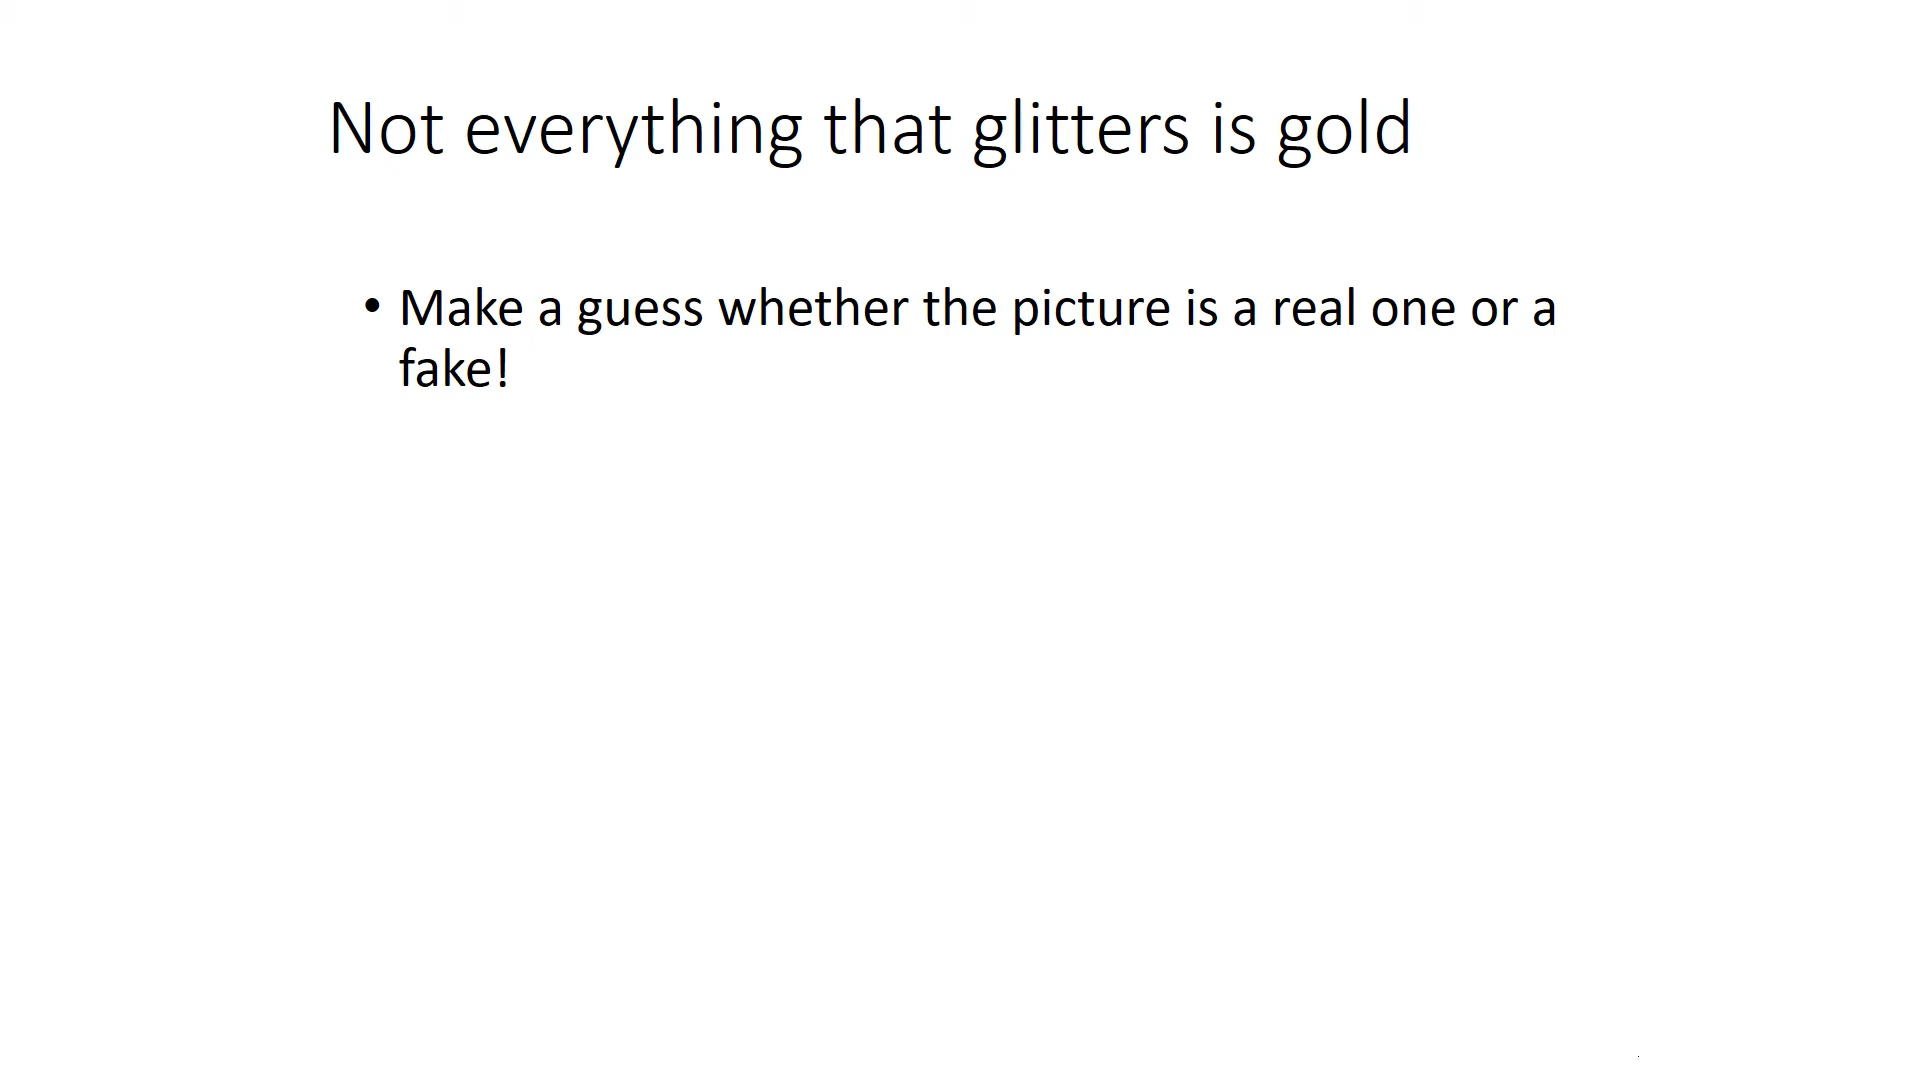 Not everything that glitters is gold
• Make a guess whether the picture is a real one or a
fake!